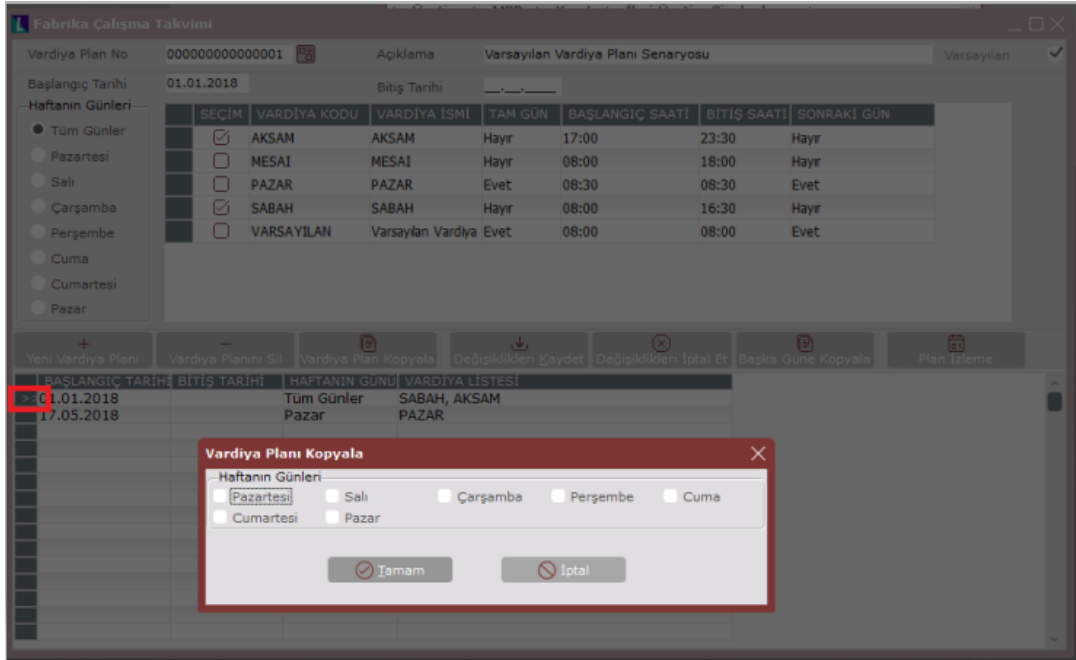 Fabrika Çalışma Takvimi
Vardiya Plan No 000000000000001 Açıklama Varsayılan Vardiya Planı Senaryosu Varsayılan
Başlangıç Tarihi 01.01.2018 Bitiş Tarihi __.__.____
Haftanın Günleri
Tüm Günler
Pazartesi
Salı
Çarşamba
Perşembe
Cuma
Cumartesi
Pazar
SEÇİM VARDİYA KODU VARDİYA İSMİ TAM GÜN BAŞLANGIÇ SAATİ BİTİŞ SAATİ SONRAKİ GÜN
AKSAM AKSAM Hayır 17:00 23:30 Hayır
MESAI MESAI Hayır 08:00 18:00 Hayır
PAZAR PAZAR Evet 08:30 08:30 Evet
SABAH SABAH Hayır 08:00 16:30 Hayır
VARSAYILAN Varsayılan Vardiya Evet 08:00 08:00 Evet
Yeni Vardiya Planı Vardiya Planını Sil Vardiya Plan Kopyala Değişiklikleri Kaydet Değişiklikleri İptal Et Başka Güne Kopyala Plan İzleme
BAŞLANGIÇ TARİHİ BİTİŞ TARİHİ HAFTANIN GÜNÜ VARDİYA LİSTESİ
>> 01.01.2018 Tüm Günler SABAH, AKSAM
17.05.2018 Pazar PAZAR
Vardiya Planı Kopyala
Haftanın Günleri
Pazartesi Salı Çarşamba Perşembe Cuma
Cumartesi Pazar
Tamam İptal